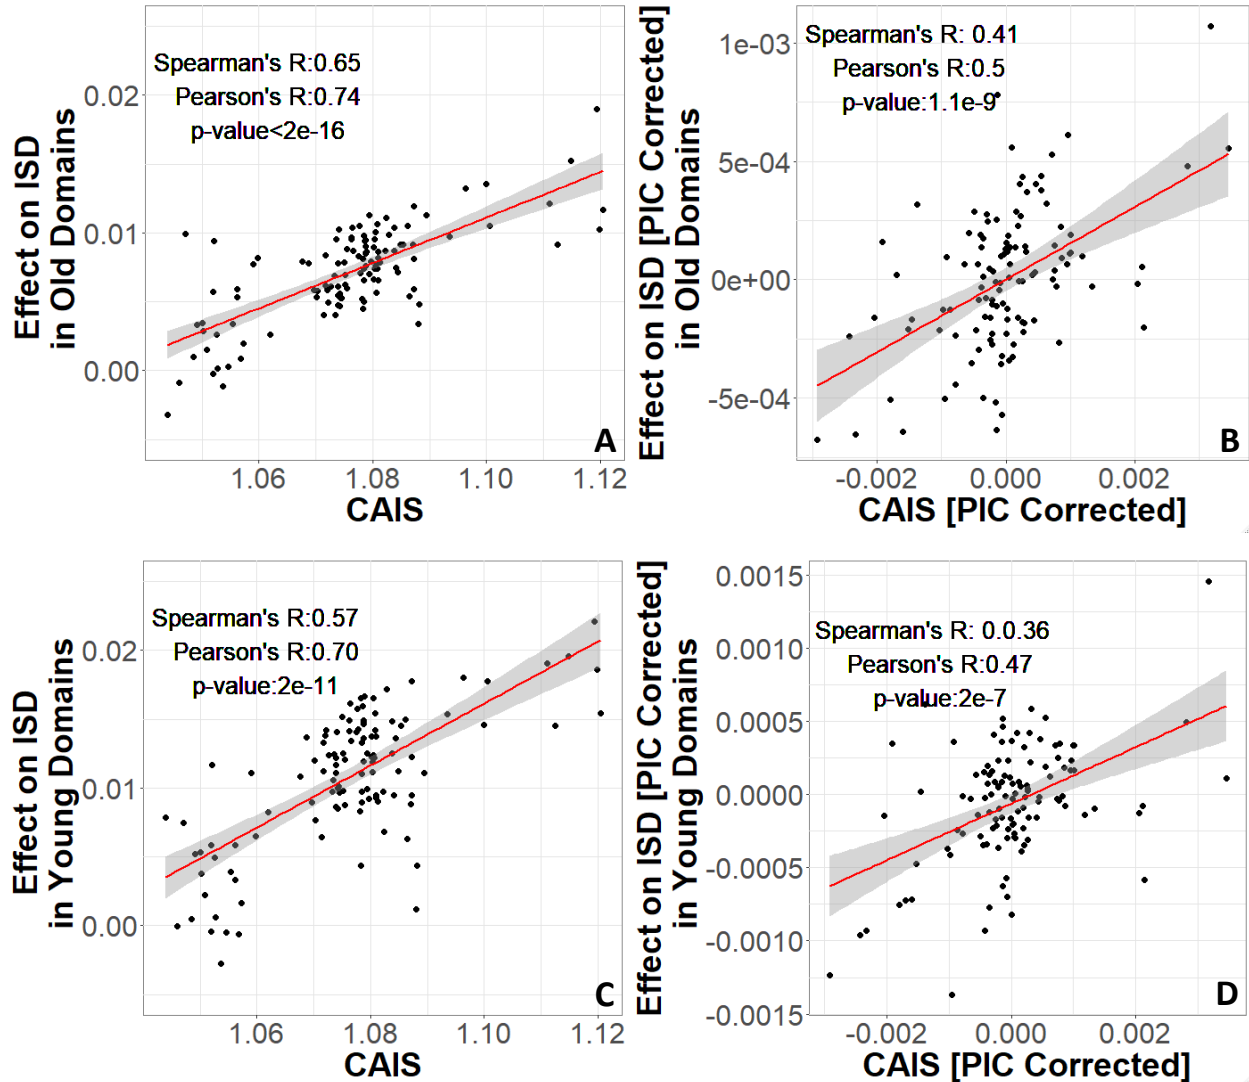 Effect on ISD
in Old Domains
Spearman's R:0.65
Pearson's R:0.74
p-value<2e-16
0.02
0.01
0.00
A
1.06
1.08
1.10
1.12
CAIS
Effect on ISD [PIC Corrected]
in Old Domains
Spearman's R: 0.41
Pearson's R:0.5
p-value:1.1e-9
1e-03
5e-04
0e+00
-5e-04
B
-0.002
0.000
0.002
CAIS [PIC Corrected]
Effect on ISD
in Young Domains
Spearman's R:0.57
Pearson's R:0.70
p-value:2e-11
0.02
0.01
0.00
C
1.06
1.08
1.10
1.12
CAIS
Effect on ISD [PIC Corrected]
in Young Domains
Spearman's R: 0.0.36
Pearson's R:0.47
p-value:2e-7
0.0015
0.0010
0.0005
0.0000
-0.0005
-0.0010
-0.0015
D
-0.002
0.000
0.002
CAIS [PIC Corrected]